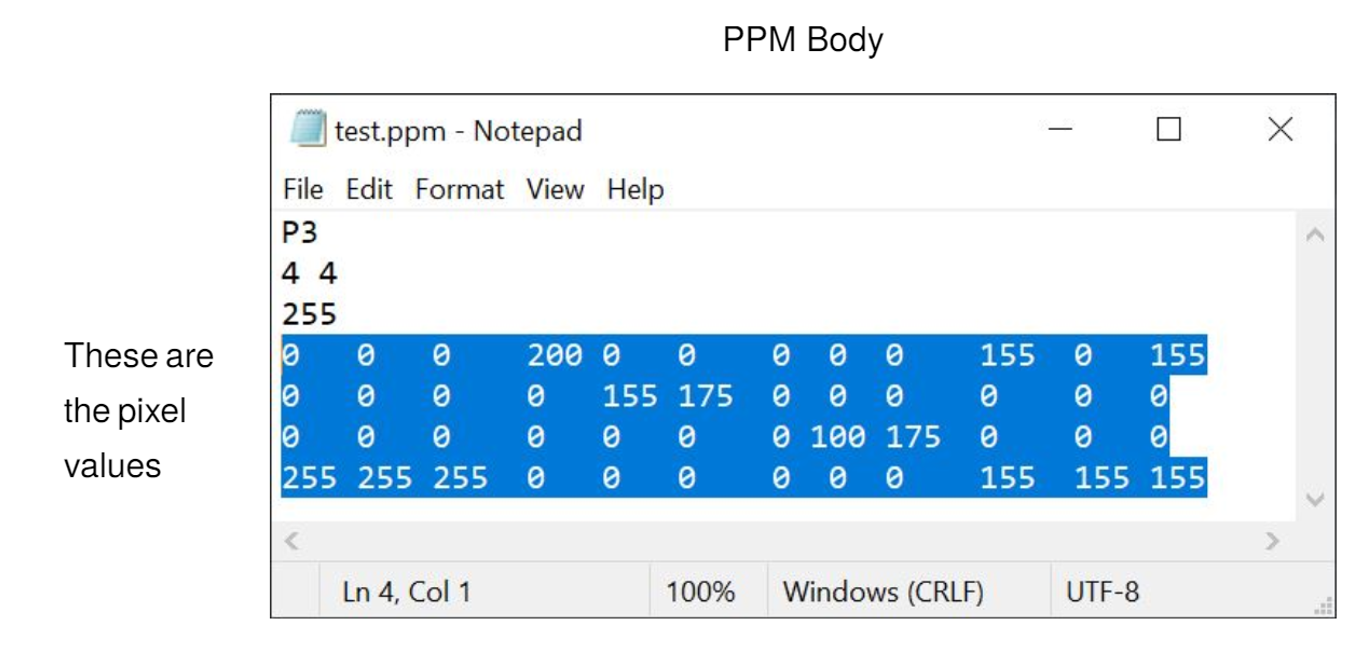 PPM Body
test.ppm - Notepad
File Edit Format View Help
P3
4 4
255
These are
the pixel
values
0 0 0 200 0 0 0 0 0 155 0 155
0 0 0 0 155 175 0 0 0 0 0 0
0 0 0 0 0 0 0 100 175 0 0 0
255 255 255 0 0 0 0 0 0 155 155 155
Ln 4, Col 1 100% Windows (CRLF) UTF-8